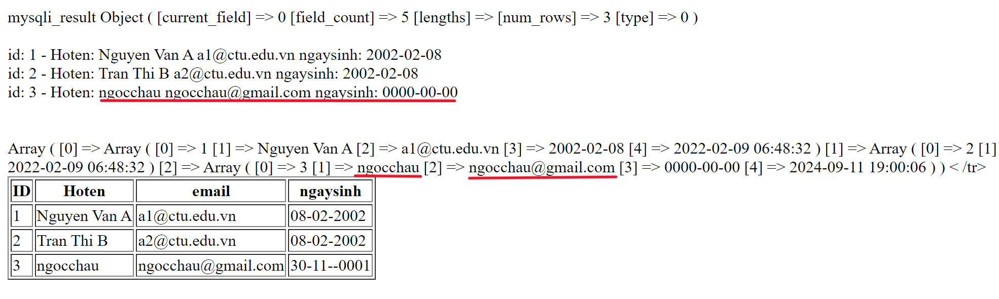 mysqli_result Object ( [current_field] => 0 [field_count] => 5 [lengths] => [num_rows] => 3 [type] => 0 )
id: 1 - Hoten: Nguyen Van A a1@ctu.edu.vn ngaysinh: 2002-02-08
id: 2 - Hoten: Tran Thi B a2@ctu.edu.vn ngaysinh: 2002-02-08
id: 3 - Hoten: ngocchau ngocchau@gmail.com ngaysinh: 0000-00-00
Array ( [0] => Array ( [0] => 1 [1] => Nguyen Van A [2] => a1@ctu.edu.vn [3] => 2002-02-08 [4] => 2022-02-09 06:48:32 ) [1] => Array ( [0] => 2 [1]
2022-02-09 06:48:32 ) [2] => Array ( [0] => 3 [1] => ngocchau [2] => ngocchau@gmail.com [3] => 0000-00-00 [4] => 2024-09-11 19:00:06 ) ) < /tr>
ID Hoten email ngaysinh
1 Nguyen Van A a1@ctu.edu.vn 08-02-2002
2 Tran Thi B a2@ctu.edu.vn 08-02-2002
3 ngocchau ngocchau@gmail.com 30-11--0001